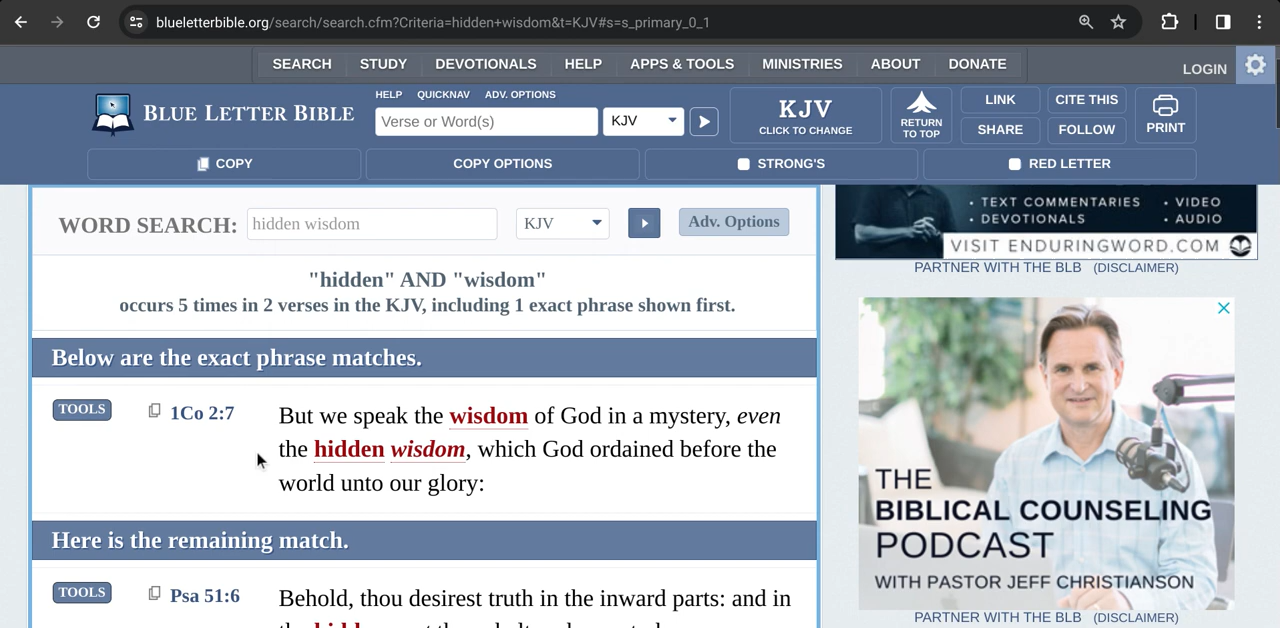 blueletterbible.org/search/search.cfm?Criteria=hidden+wisdom&t=KJV#s=s_primary_0_1
SEARCH STUDY DEVOTIONALS HELP APPS & TOOLS MINISTRIES ABOUT DONATE LOGIN
BLUE LETTER BIBLE
HELP QUICKNAV ADV. OPTIONS
Verse or Word(s) KJV
KJV
CLICK TO CHANGE
RETURN
TO TOP
LINK CITE THIS
SHARE FOLLOW
PRINT
COPY COPY OPTIONS STRONG'S RED LETTER
WORD SEARCH: hidden wisdom KJV Adv. Options
"hidden" AND "wisdom"
occurs 5 times in 2 verses in the KJV, including 1 exact phrase shown first.
Below are the exact phrase matches.
TOOLS 1Co 2:7 But we speak the wisdom of God in a mystery, even
the hidden wisdom, which God ordained before the
world unto our glory:
Here is the remaining match.
TOOLS Psa 51:6 Behold, thou desirest truth in the inward parts: and in
• TEXT COMMENTARIES • VIDEO
• DEVOTIONALS • AUDIO
VISIT ENDURINGWORD.COM
PARTNER WITH THE BLB (DISCLAIMER)
THE
BIBLICAL COUNSELING
PODCAST
WITH PASTOR JEFF CHRISTIANSON
PARTNER WITH THE BLB (DISCLAIMER)